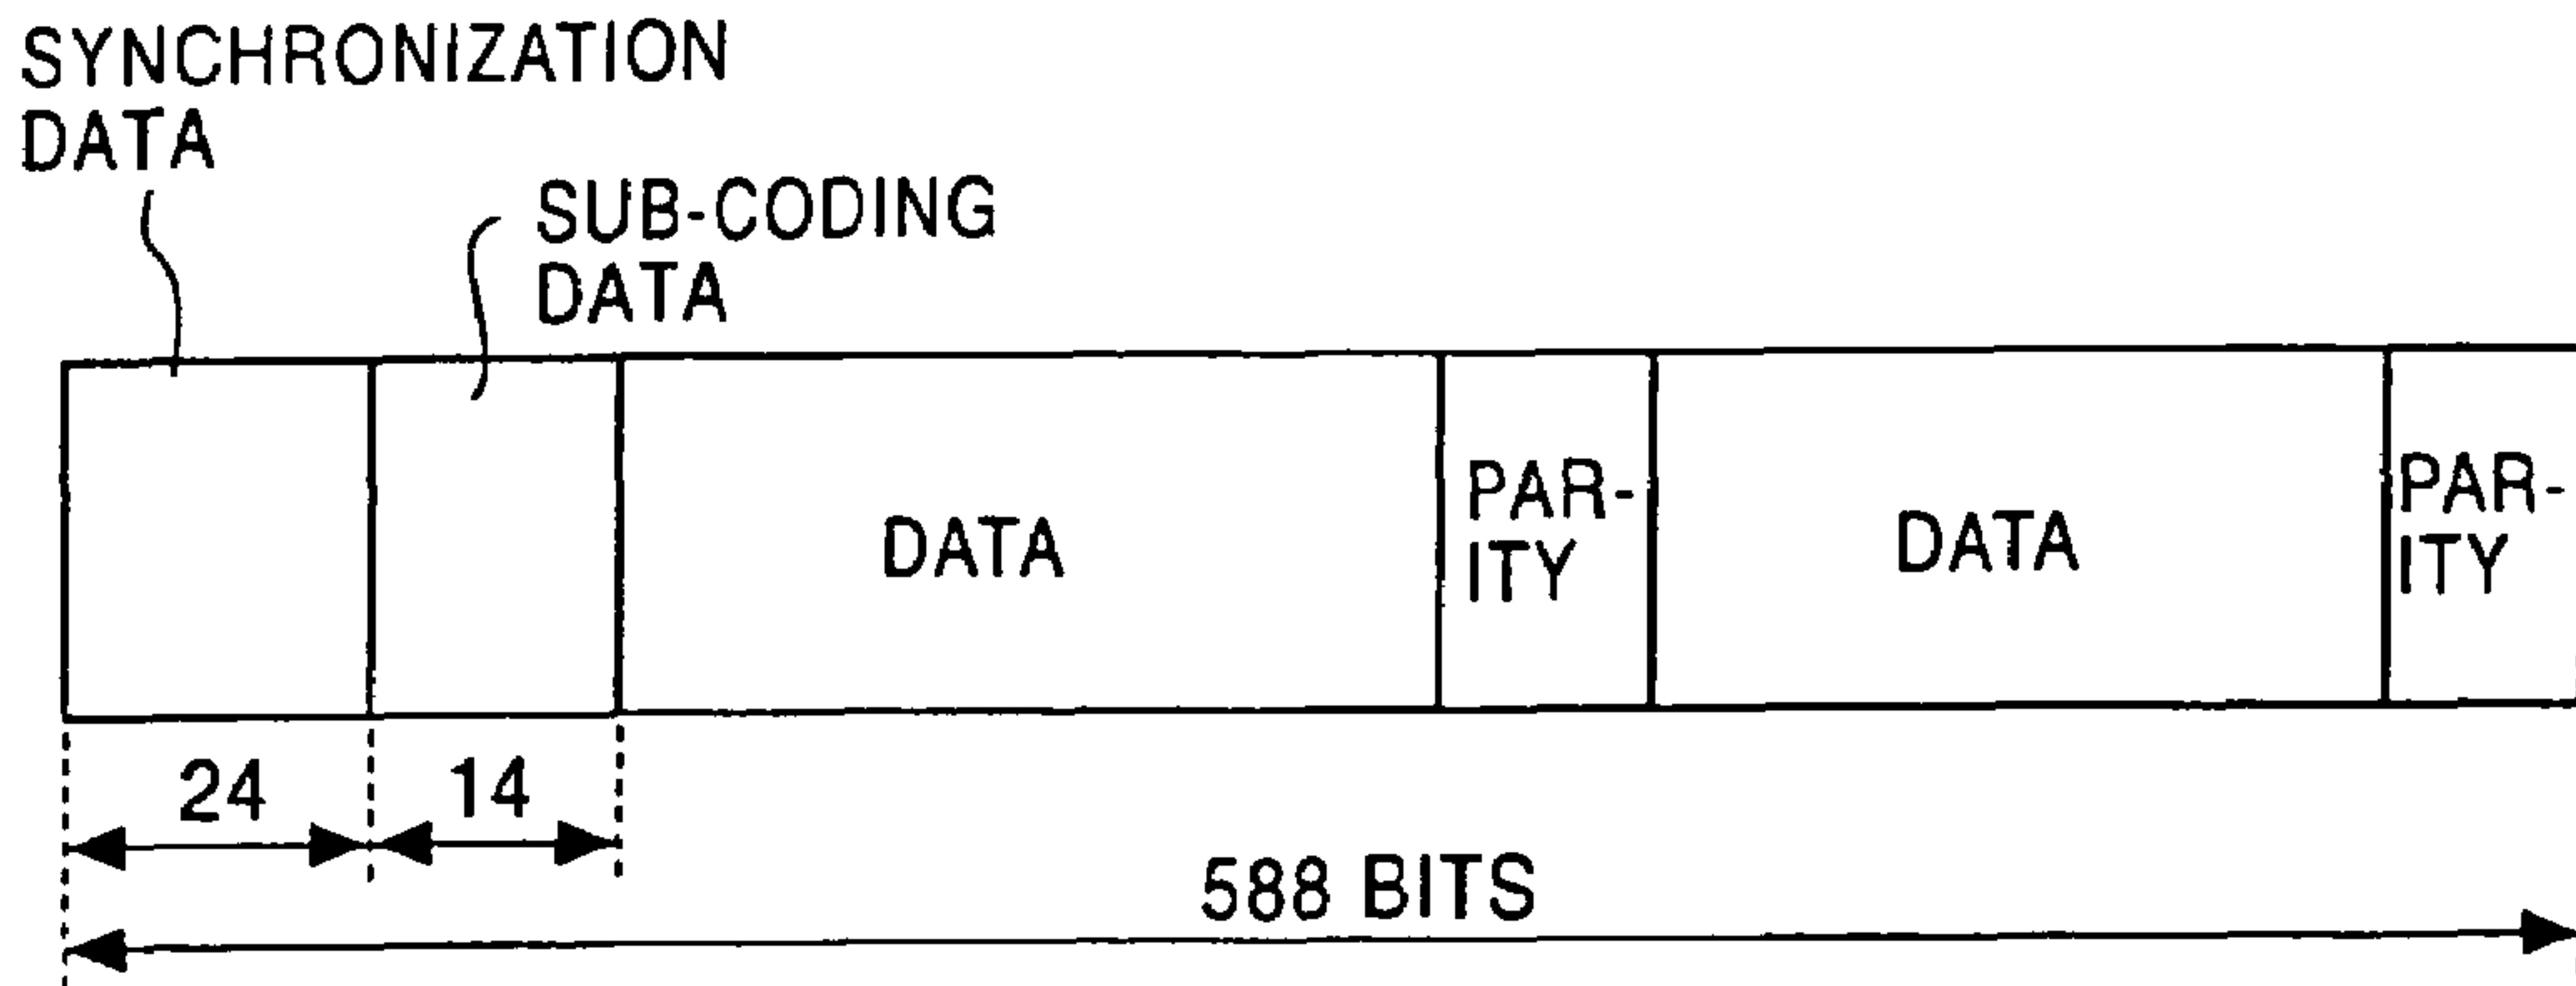 SYNCHRONIZATION
DATA
SUB-CODING
DATA
DATA
PAR-
ITY
DATA
PAR-
ITY
24
14
588 BITS